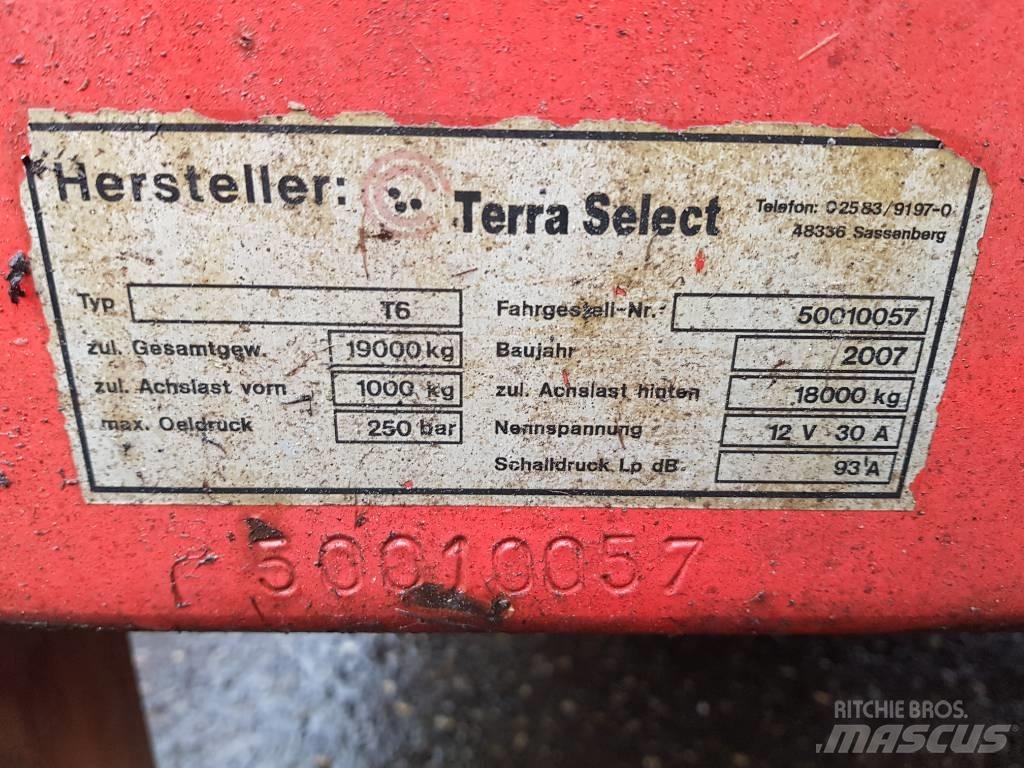 Hersteller: Terra Select
Telefon: 02583/9197-0
48336 Sassenberg
Typ T6
Fahrgestell-Nr.: 50010057
zul. Gesamtgew. 19000 kg
Baujahr 2007
zul. Achslast vorn 1000 kg
zul. Achslast hinten 18000 kg
max. Oeldruck 250 bar
Nennspannung 12 V 30 A
Schalldruck Lp dB. 93 A
50010057
RITCHIE BROS.
MASCUS